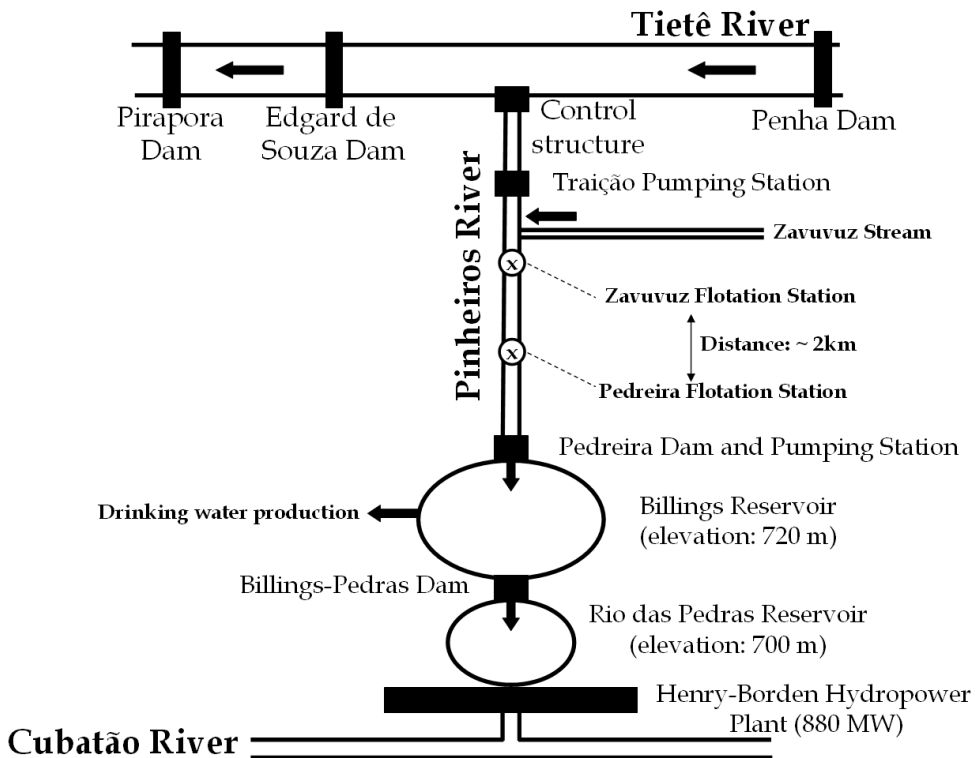 Tietê River
Pirapora
Dam
Edgard de
Souza Dam
Control
structure
Penha Dam
Traição Pumping Station
Pinheiros River
Zavuvuz Stream
x
Zavuvuz Flotation Station
Distance: ~ 2km
x
Pedreira Flotation Station
Pedreira Dam and Pumping Station
Billings Reservoir
(elevation: 720 m)
Drinking water production
Billings-Pedras Dam
Rio das Pedras Reservoir
(elevation: 700 m)
Henry-Borden Hydropower
Plant (880 MW)
Cubatão River